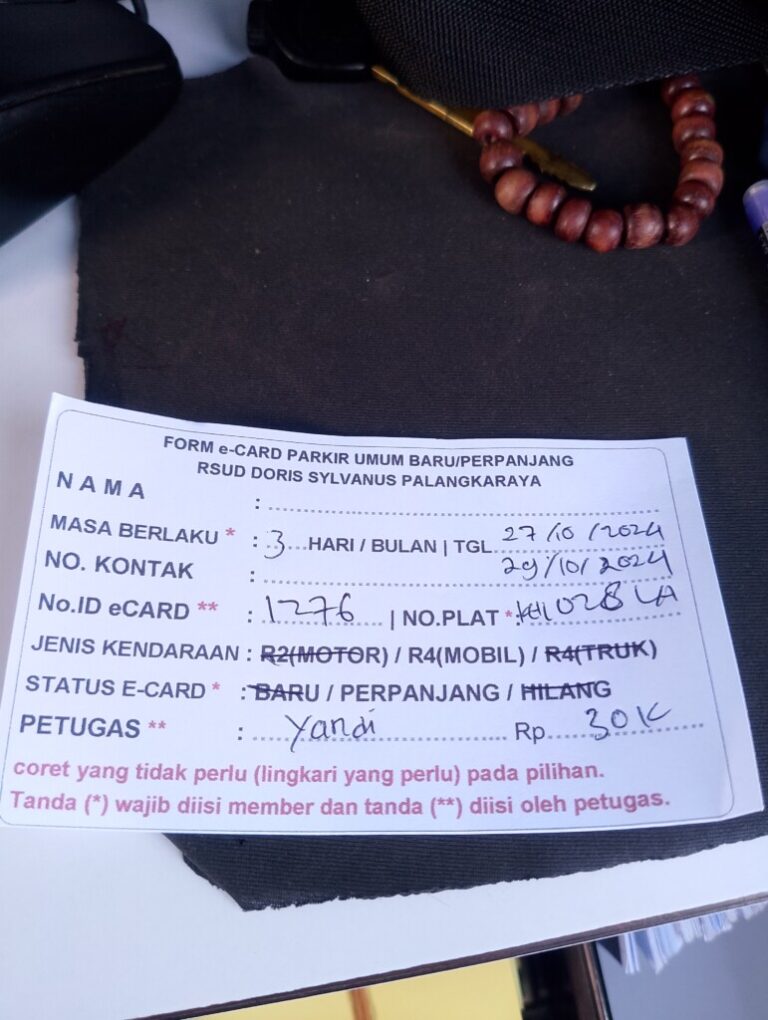 FORM e-CARD PARKIR UMUM BARU/PERPANJANG
RSUD DORIS SYLVANUS PALANGKARAYA
NAMA :
MASA BERLAKU * : 3 HARI / BULAN | TGL 27/10/2024
NO. KONTAK : 29/10/2024
No.ID eCARD ** : 1276 | NO.PLAT *: KH 1028 LA
JENIS KENDARAAN : R2(MOTOR) / R4(MOBIL) / R4(TRUK)
STATUS E-CARD * : BARU / PERPANJANG / HILANG
PETUGAS ** : Yandi Rp. 30K
coret yang tidak perlu (lingkari yang perlu) pada pilihan.
Tanda (*) wajib diisi member dan tanda (**) diisi oleh petugas.